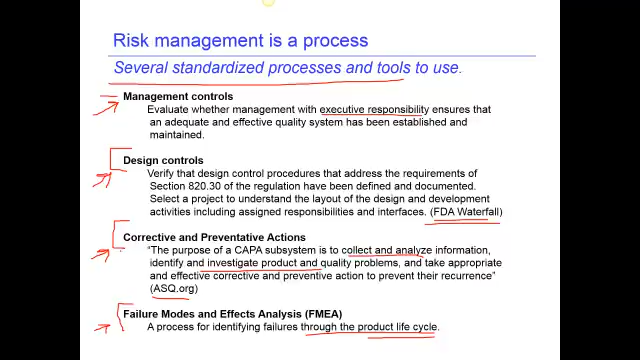 Risk management is a process
Several standardized processes and tools to use.
Management controls
Evaluate whether management with executive responsibility ensures that
an adequate and effective quality system has been established and
maintained.
Design controls
Verify that design control procedures that address the requirements of
Section 820.30 of the regulation have been defined and documented.
Select a project to understand the layout of the design and development
activities including assigned responsibilities and interfaces. (FDA Waterfall)
Corrective and Preventative Actions
“The purpose of a CAPA subsystem is to collect and analyze information,
identify and investigate product and quality problems, and take appropriate
and effective corrective and preventive action to prevent their recurrence”
(ASQ.org)
Failure Modes and Effects Analysis (FMEA)
A process for identifying failures through the product life cycle.